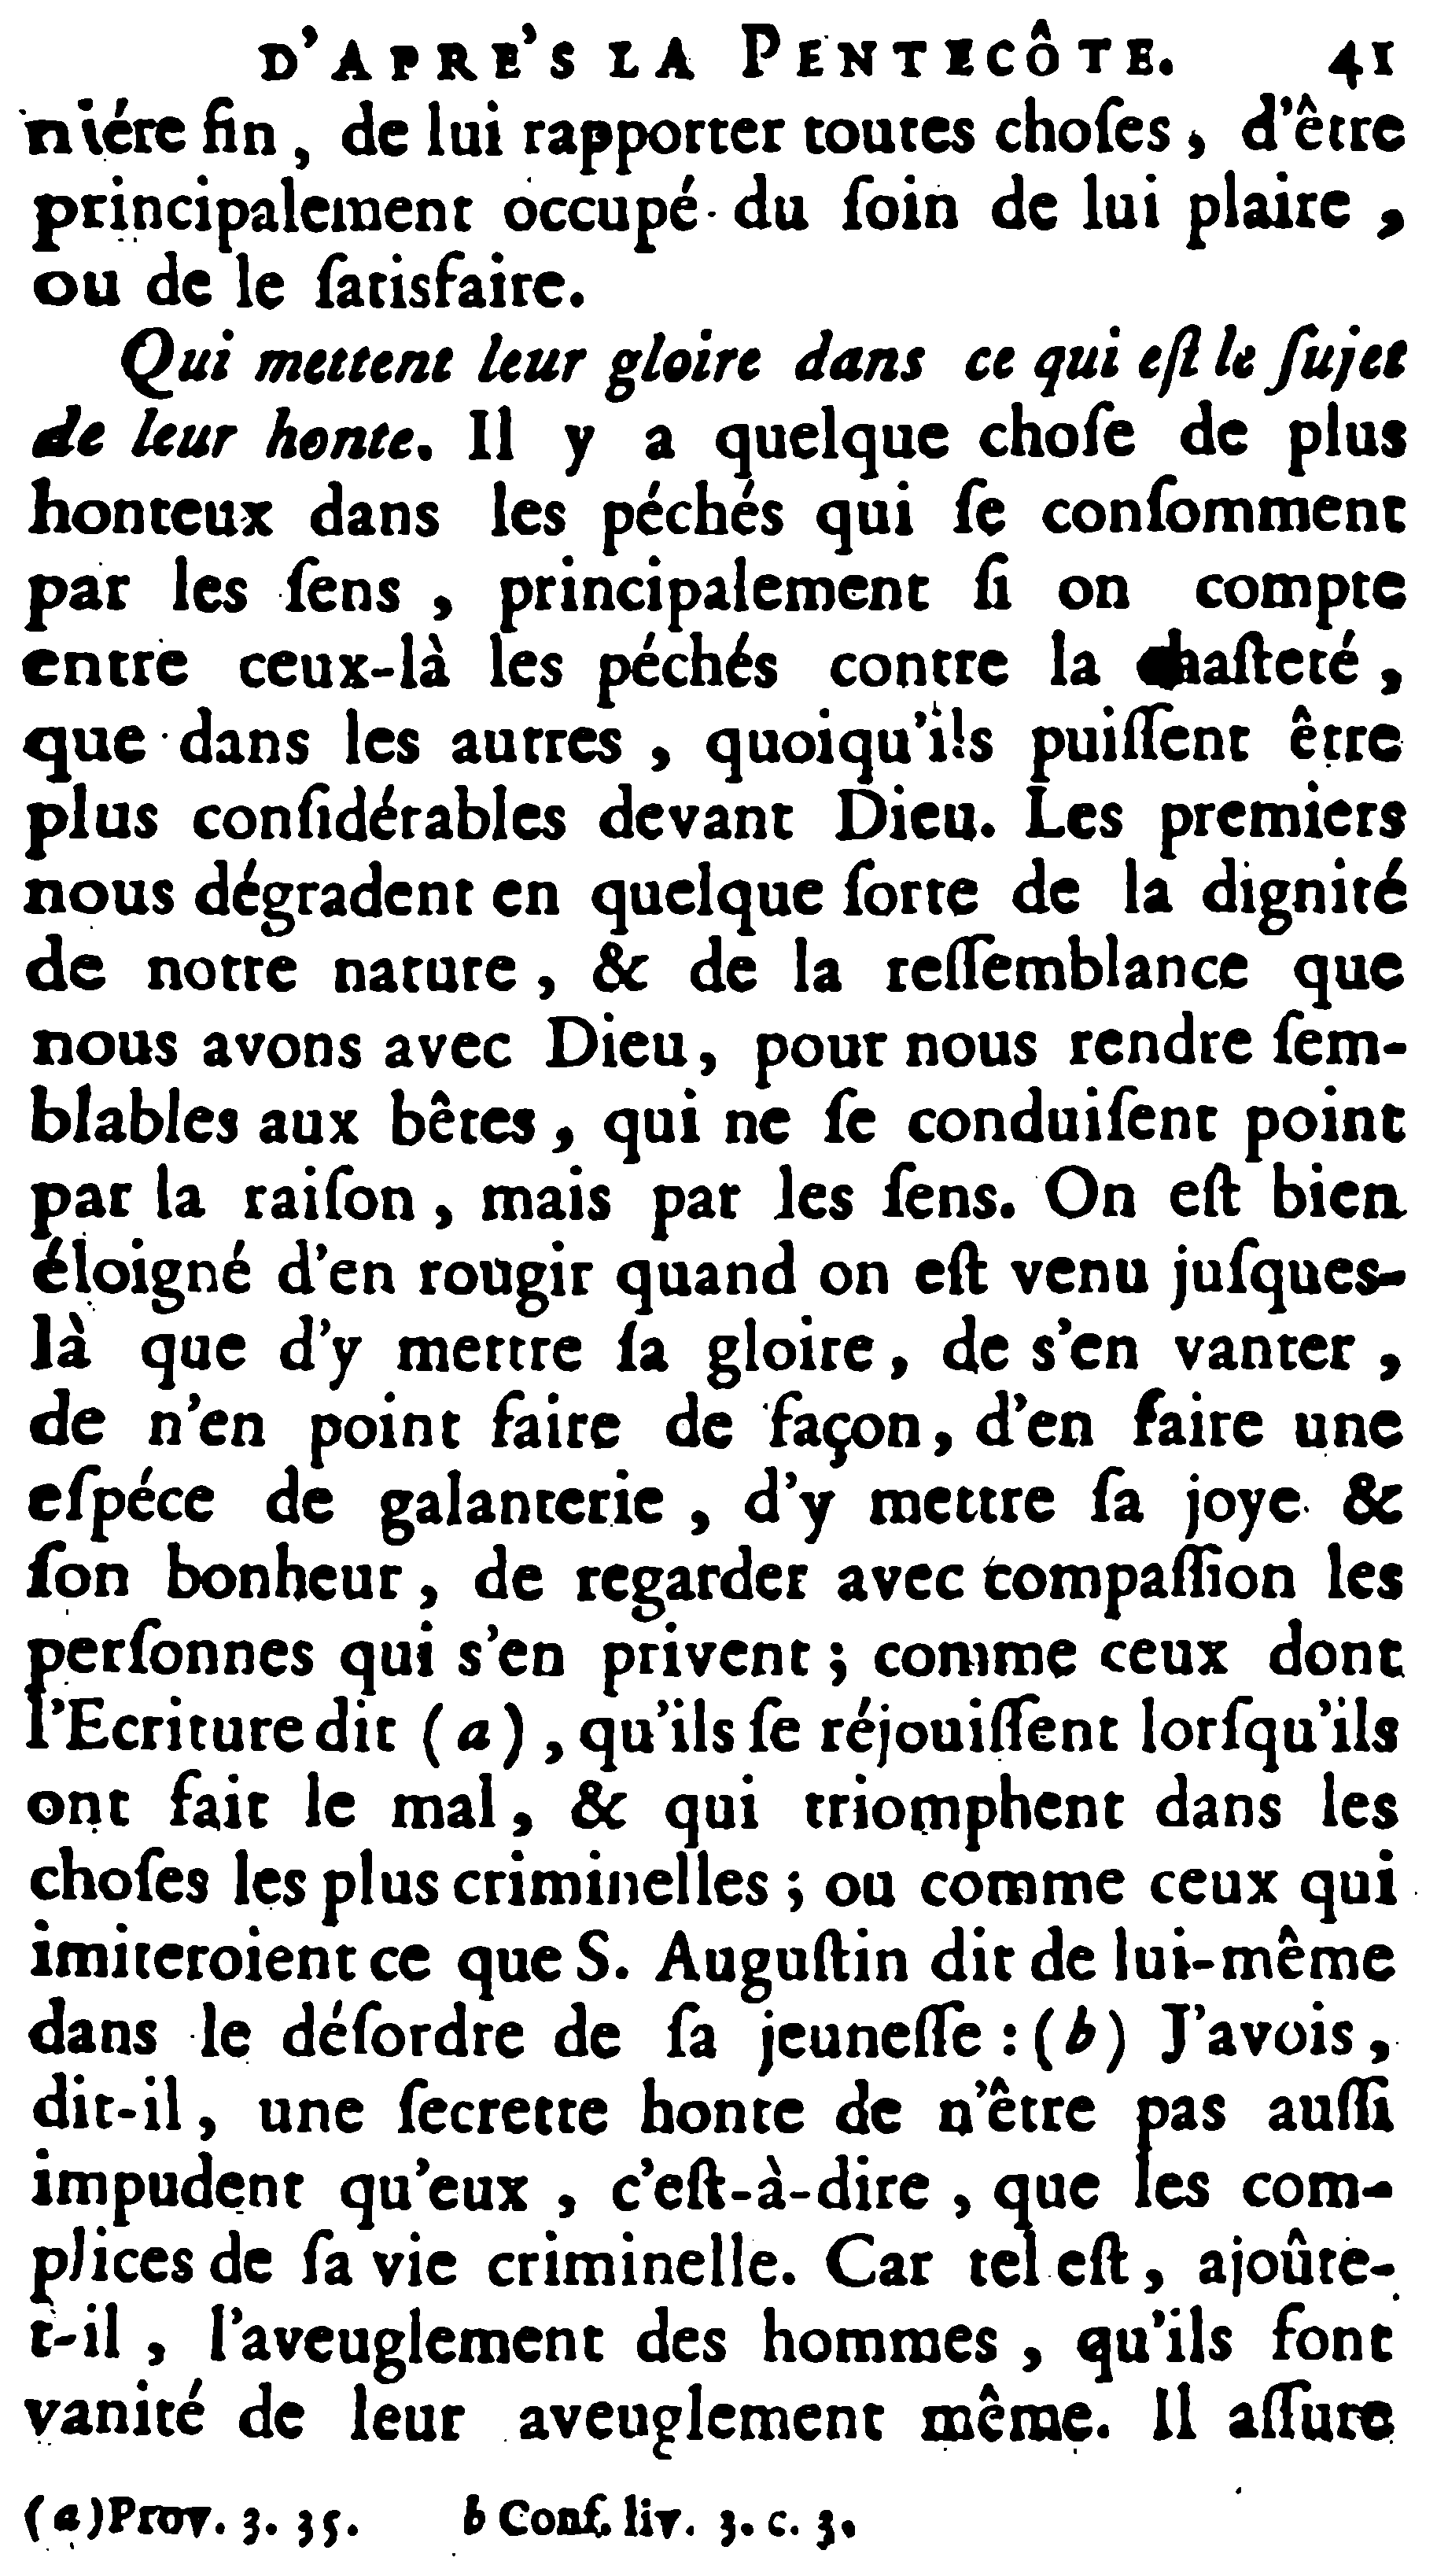 D'APRE'S LA PENTECÔTE. 41
niére fin, de lui rapporter toutes choſes, d'être
principalement occupé du ſoin de lui plaire,
ou de le ſatisfaire.
Qui mettent leur gloire dans ce qui eſt le ſujet
de leur honte. Il y a quelque choſe de plus
honteux dans les péchés qui ſe conſomment
par les ſens, principalement ſi on compte
entre ceux-là les péchés contre la chaſteté,
que dans les autres, quoiqu'ils puiſſent être
plus conſidérables devant Dieu. Les premiers
nous dégradent en quelque ſorte de la dignité
de notre nature, & de la reſſemblance que
nous avons avec Dieu, pour nous rendre ſem-
blables aux bêtes, qui ne ſe conduiſent point
par la raiſon, mais par les ſens. On eſt bien
éloigné d'en rougir quand on eſt venu juſques-
là que d'y mettre ſa gloire, de s'en vanter,
de n'en point faire de façon, d'en faire une
eſpéce de galanterie, d'y mettre ſa joye &
ſon bonheur, de regarder avec compaſſion les
perſonnes qui s'en privent; comme ceux dont
l'Ecriture dit (a), qu'ils ſe réjouiſſent lorſqu'ils
ont fait le mal, & qui triomphent dans les
choſes les plus criminelles; ou comme ceux qui
imiteroient ce que S. Auguſtin dit de lui-même
dans le déſordre de ſa jeuneſſe: (b) J'avois,
dit-il, une ſecrette honte de n'être pas auſſi
impudent qu'eux, c'eſt-à-dire, que les com-
plices de ſa vie criminelle. Car tel eſt, ajoûte-
t-il, l'aveuglement des hommes, qu'ils font
vanité de leur aveuglement même. Il aſſure
(a) Prov. 3. 35. b Conf. liv. 3. c. 3.